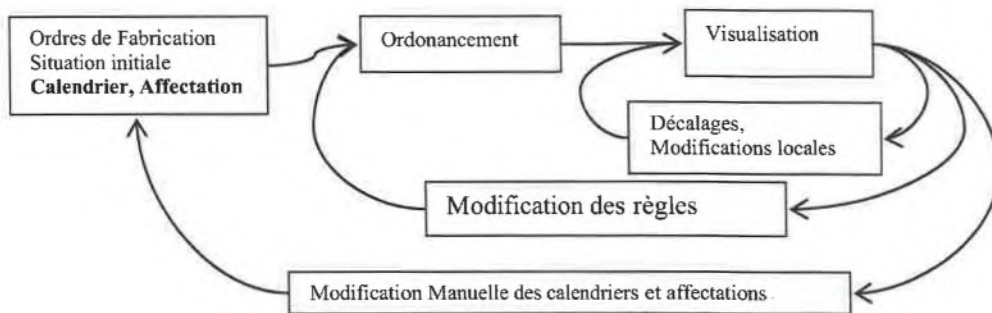 Ordres de Fabrication
Situation initiale
Calendrier, Affectation
Ordonancement
Visualisation
Décalages,
Modifications locales
Modification des règles
Modification Manuelle des calendriers et affectations